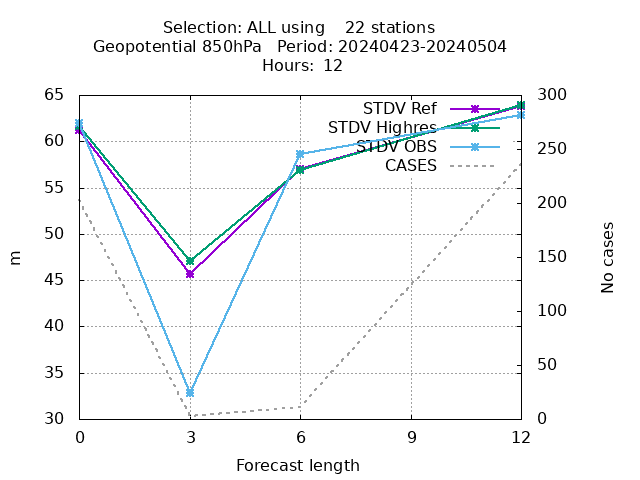 Selection: ALL using    22 stations
Geopotential 850hPa   Period: 20240423-20240504
Hours:  12
65 300
STDV Ref
STDV Highres
60 250
STDV OBS
CASES
55 200
50
m No cases
45 150
40 100
35 50
30 0
0 3 6 9 12
Forecast length